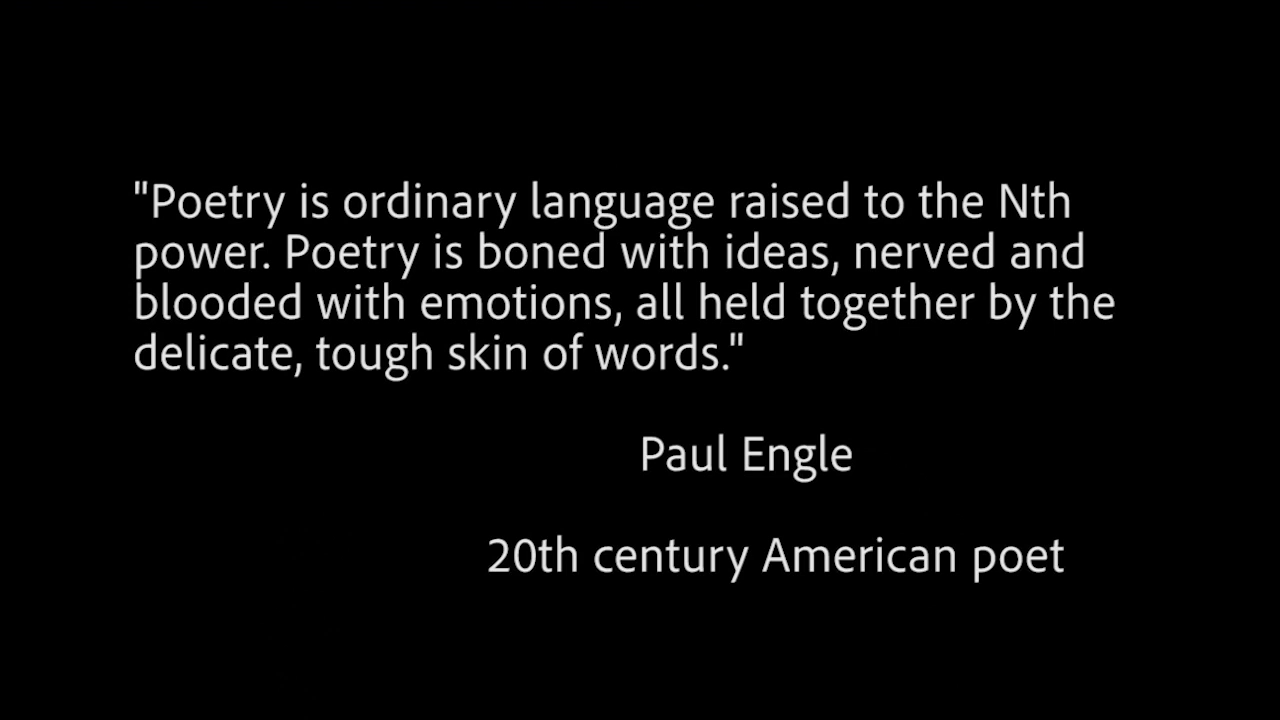 "Poetry is ordinary language raised to the Nth
power. Poetry is boned with ideas, nerved and
blooded with emotions, all held together by the
delicate, tough skin of words."
Paul Engle
20th century American poet